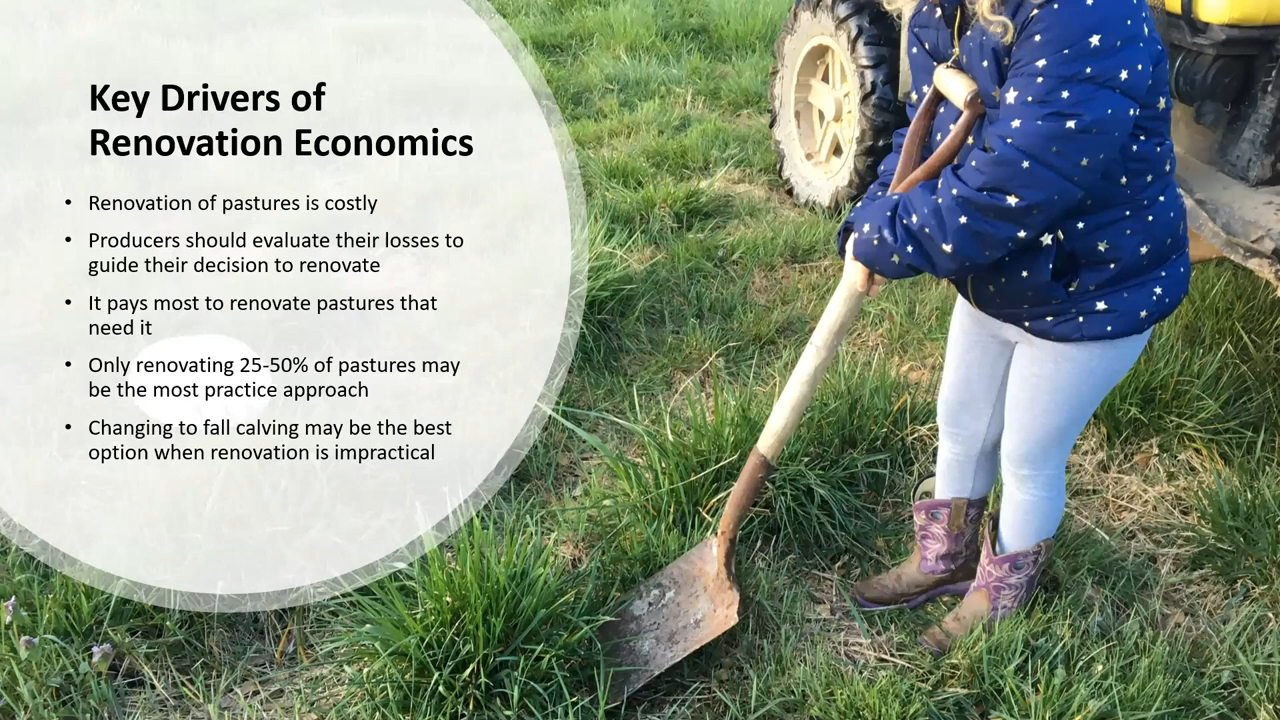 Key Drivers of
Renovation Economics
• Renovation of pastures is costly
• Producers should evaluate their losses to
guide their decision to renovate
• It pays most to renovate pastures that
need it
• Only renovating 25-50% of pastures may
be the most practice approach
• Changing to fall calving may be the best
option when renovation is impractical